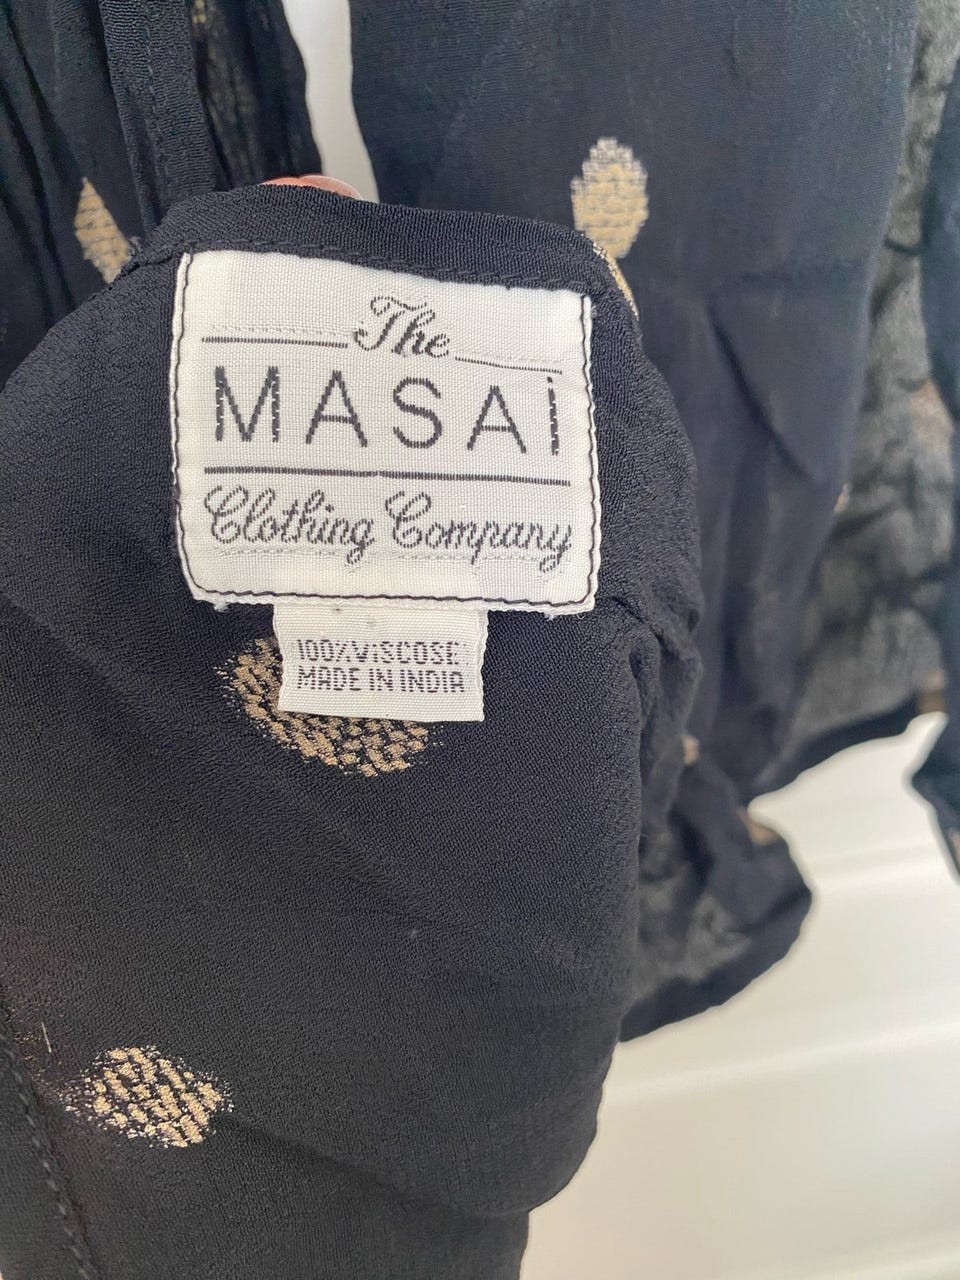 The
MASAi
Clothing Company
100% ViSCOSE
MADE IN INDIA